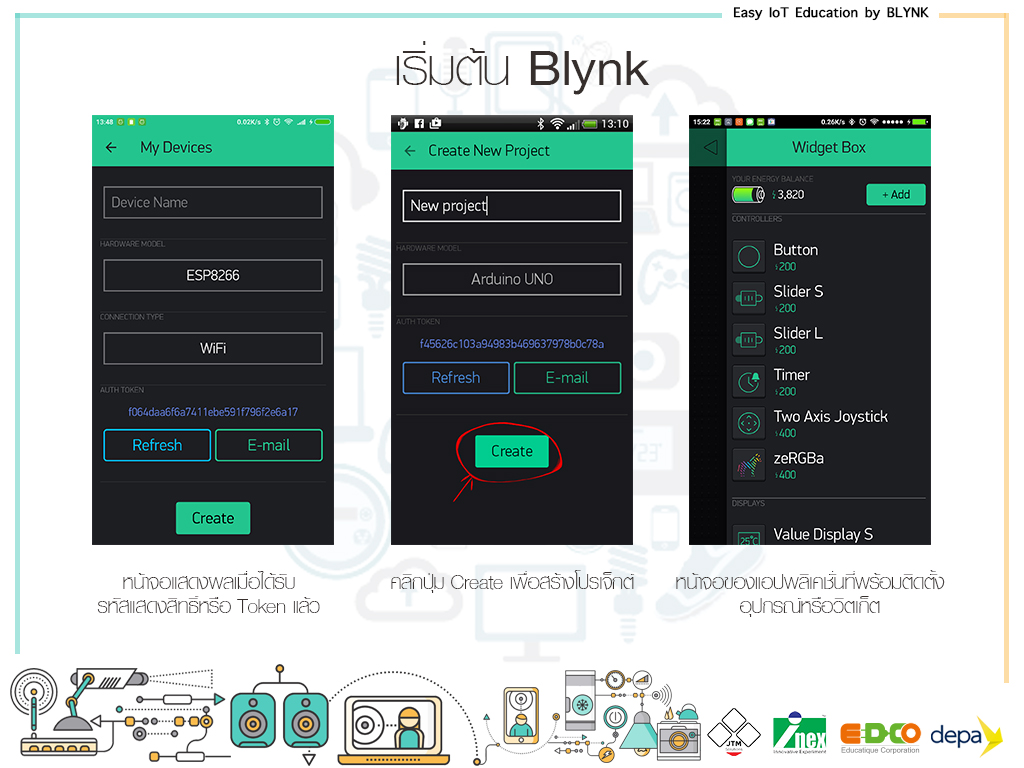 Easy IoT Education by BLYNK
เริ่มต้น Blynk
13:48
0.02K/s
My Devices
Device Name
HARDWARE MODEL
ESP8266
CONNECTION TYPE
WiFi
AUTH TOKEN
f064daa6f6a7411ebe591f796f2e6a17
Refresh
E-mail
Create
หน้าจอแสดงผลเมื่อได้รับ
รหัสแสดงสิทธิ์หรือ Token แล้ว
13:10
Create New Project
New project
HARDWARE MODEL
Arduino UNO
AUTH TOKEN
f45626c103a94983b469637978b0c78a
Refresh
E-mail
Create
คลิกปุ่ม Create เพื่อสร้างโปรเจ็กต์
15:22
0.26K/s
Widget Box
YOUR ENERGY BALANCE
3,820
+ Add
CONTROLLERS
Button
200
Slider S
200
Slider L
200
Timer
200
Two Axis Joystick
400
zeRGBa
400
DISPLAYS
25°C
Value Display S
หน้าจอของแอปพลิเคชั่นที่พร้อมติดตั้ง
อุปกรณ์หรือวิตเก็ต
23°
JTM
inex
Innovative Experiment
EDCO
Educatique Corporation
depa